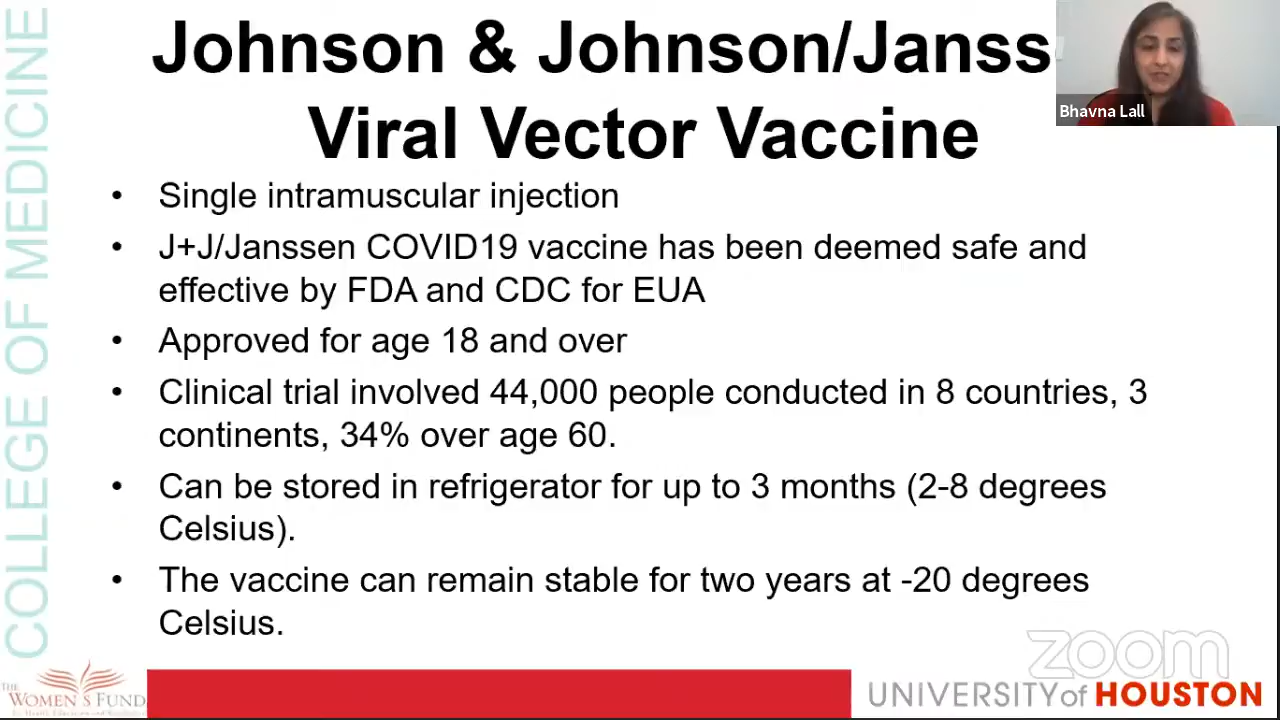 Johnson & Johnson/Janss
Viral Vector Vaccine
Bhavna Lall
• Single intramuscular injection
• J+J/Janssen COVID19 vaccine has been deemed safe and
effective by FDA and CDC for EUA
• Approved for age 18 and over
• Clinical trial involved 44,000 people conducted in 8 countries, 3
continents, 34% over age 60.
• Can be stored in refrigerator for up to 3 months (2-8 degrees
Celsius).
• The vaccine can remain stable for two years at -20 degrees
Celsius.
COLLEGE OF MEDICINE
zoom
THE
WOMEN'S FUND
UNIVERSITY of HOUSTON